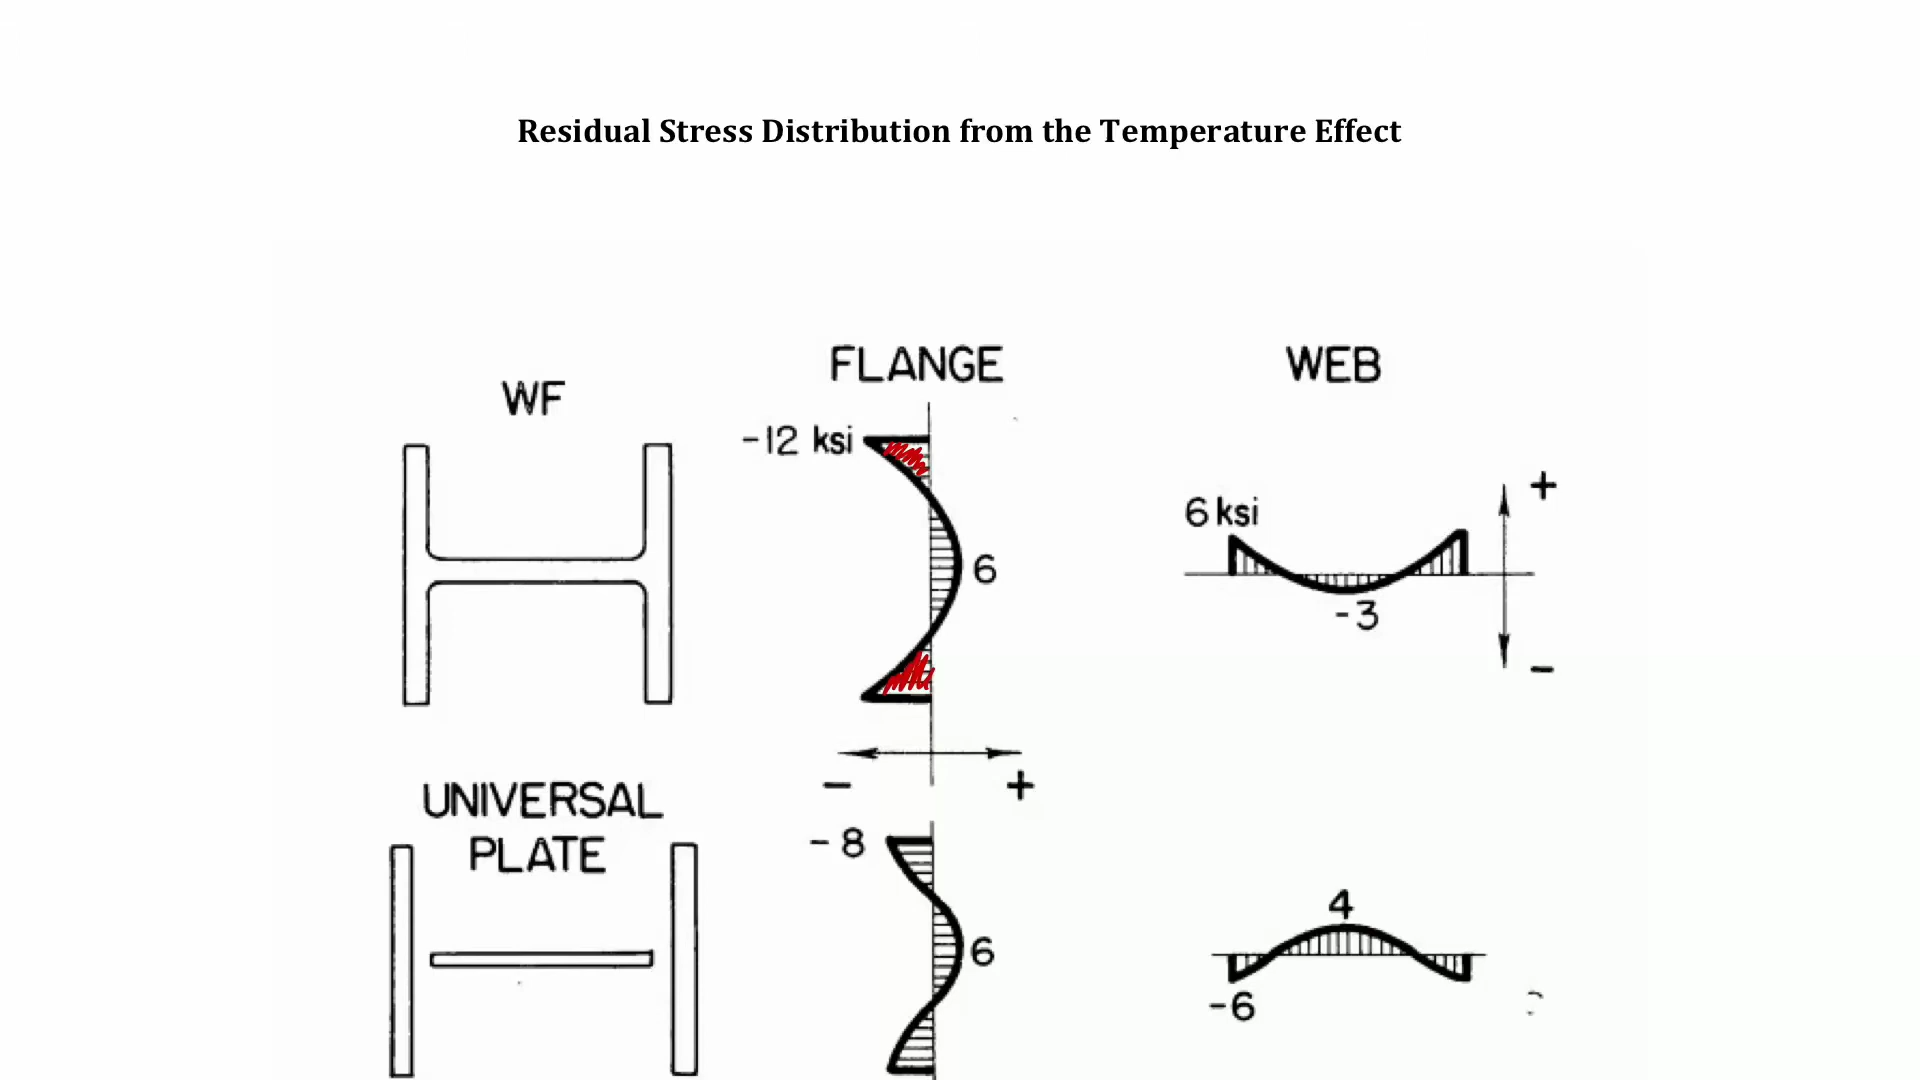 Residual Stress Distribution from the Temperature Effect
FLANGE
WEB
WF
-12 ksi
6 ksi
+
6
-3
-
- +
UNIVERSAL
PLATE
-8
4
6
-6